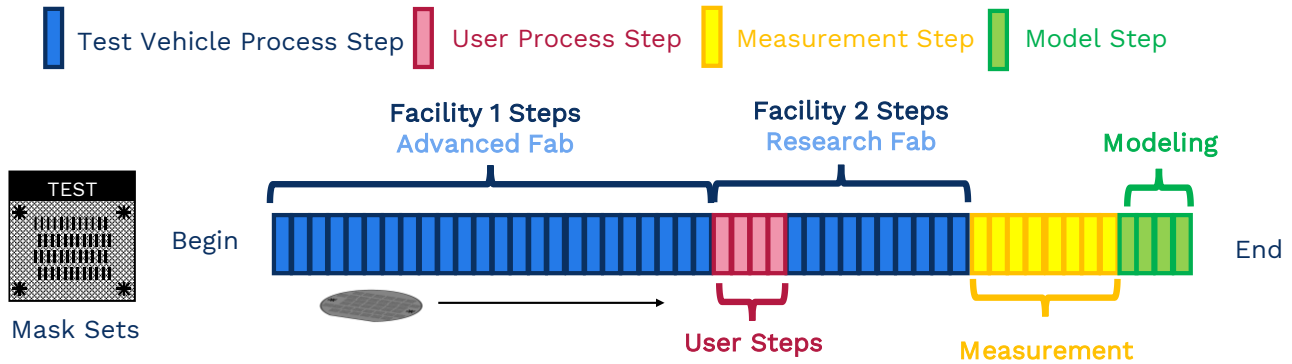 Test Vehicle Process Step
User Process Step
Measurement Step
Model Step
Facility 1 Steps
Advanced Fab
Facility 2 Steps
Research Fab
Modeling
TEST
Begin
End
Mask Sets
User Steps
Measurement